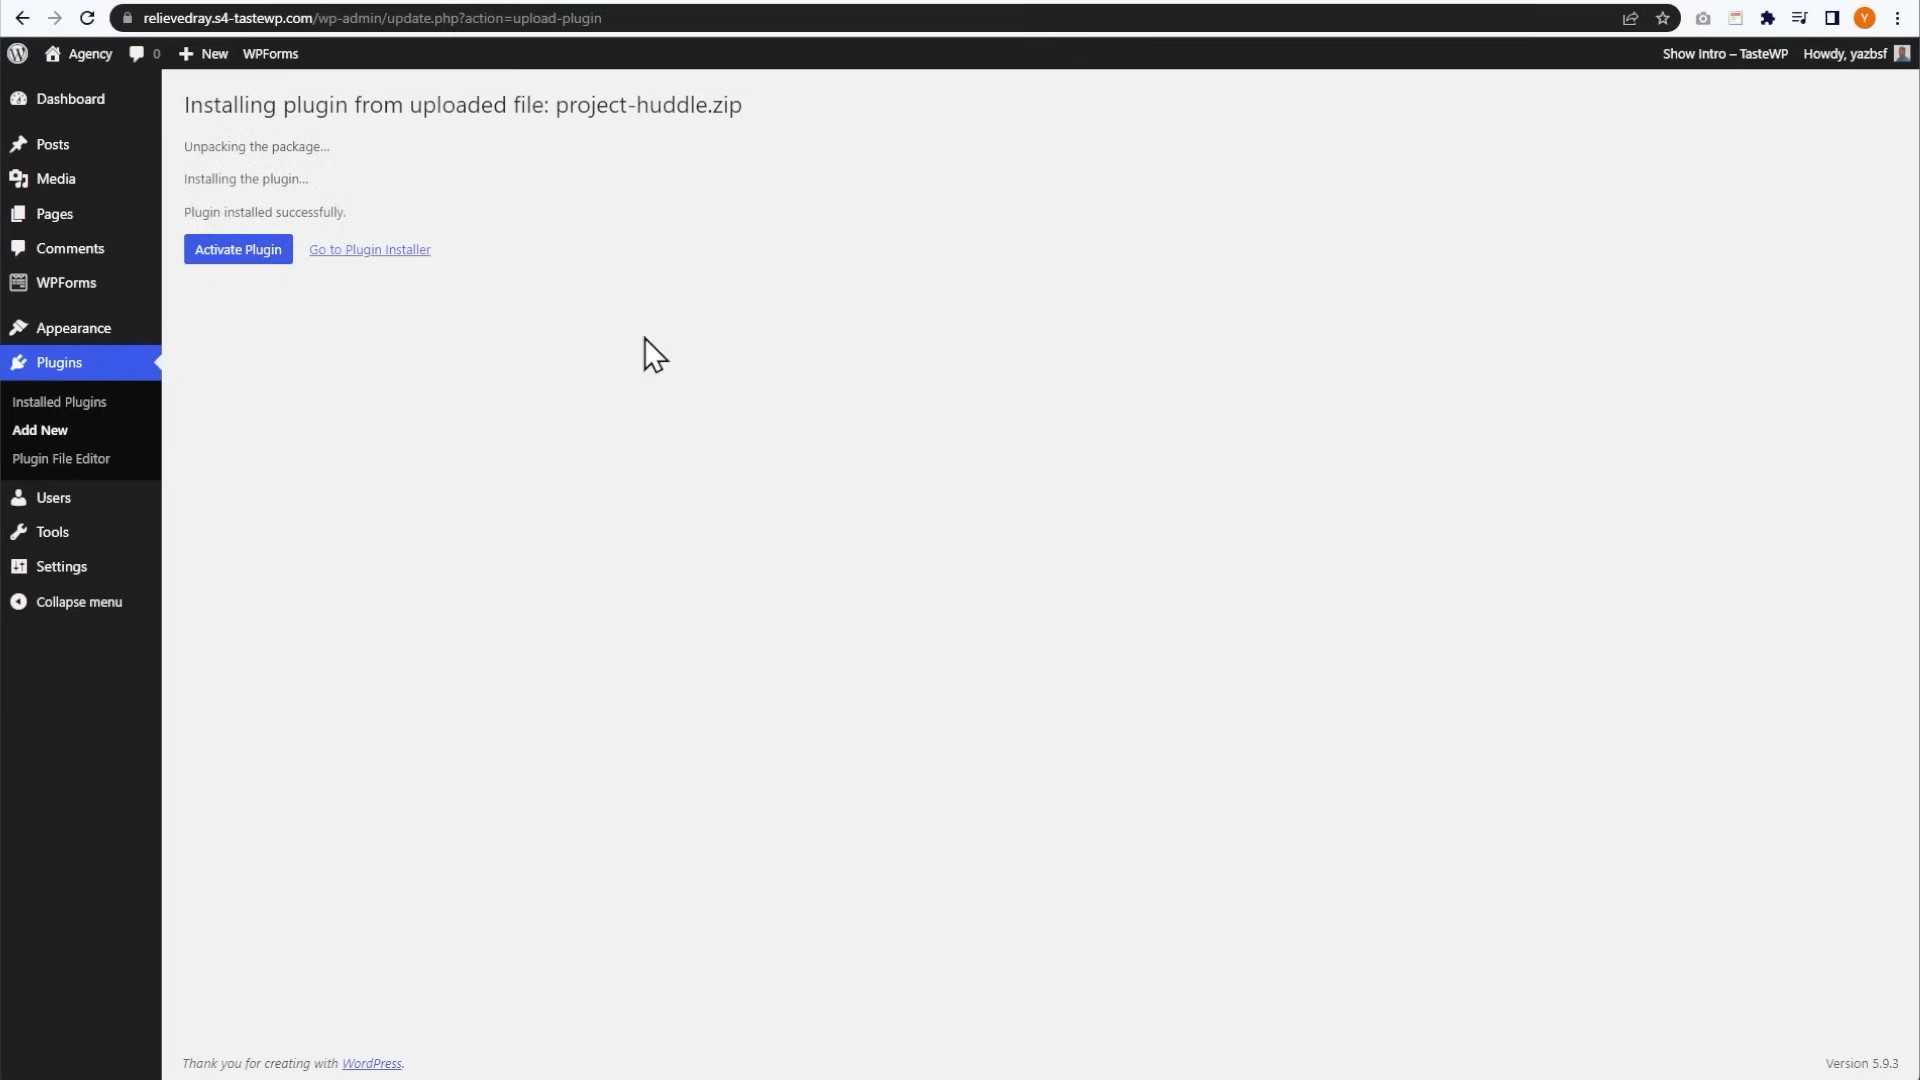 relievedray.s4-tastewp.com/wp-admin/update.php?action=upload-plugin
Y
Agency 0 New WPForms Show Intro – TasteWP Howdy, yazbsf
Dashboard
Posts
Media
Pages
Comments
WPForms
Appearance
Plugins
Installed Plugins
Add New
Plugin File Editor
Users
Tools
Settings
Collapse menu
Installing plugin from uploaded file: project-huddle.zip
Unpacking the package…
Installing the plugin…
Plugin installed successfully.
Activate Plugin Go to Plugin Installer
Thank you for creating with WordPress. Version 5.9.3